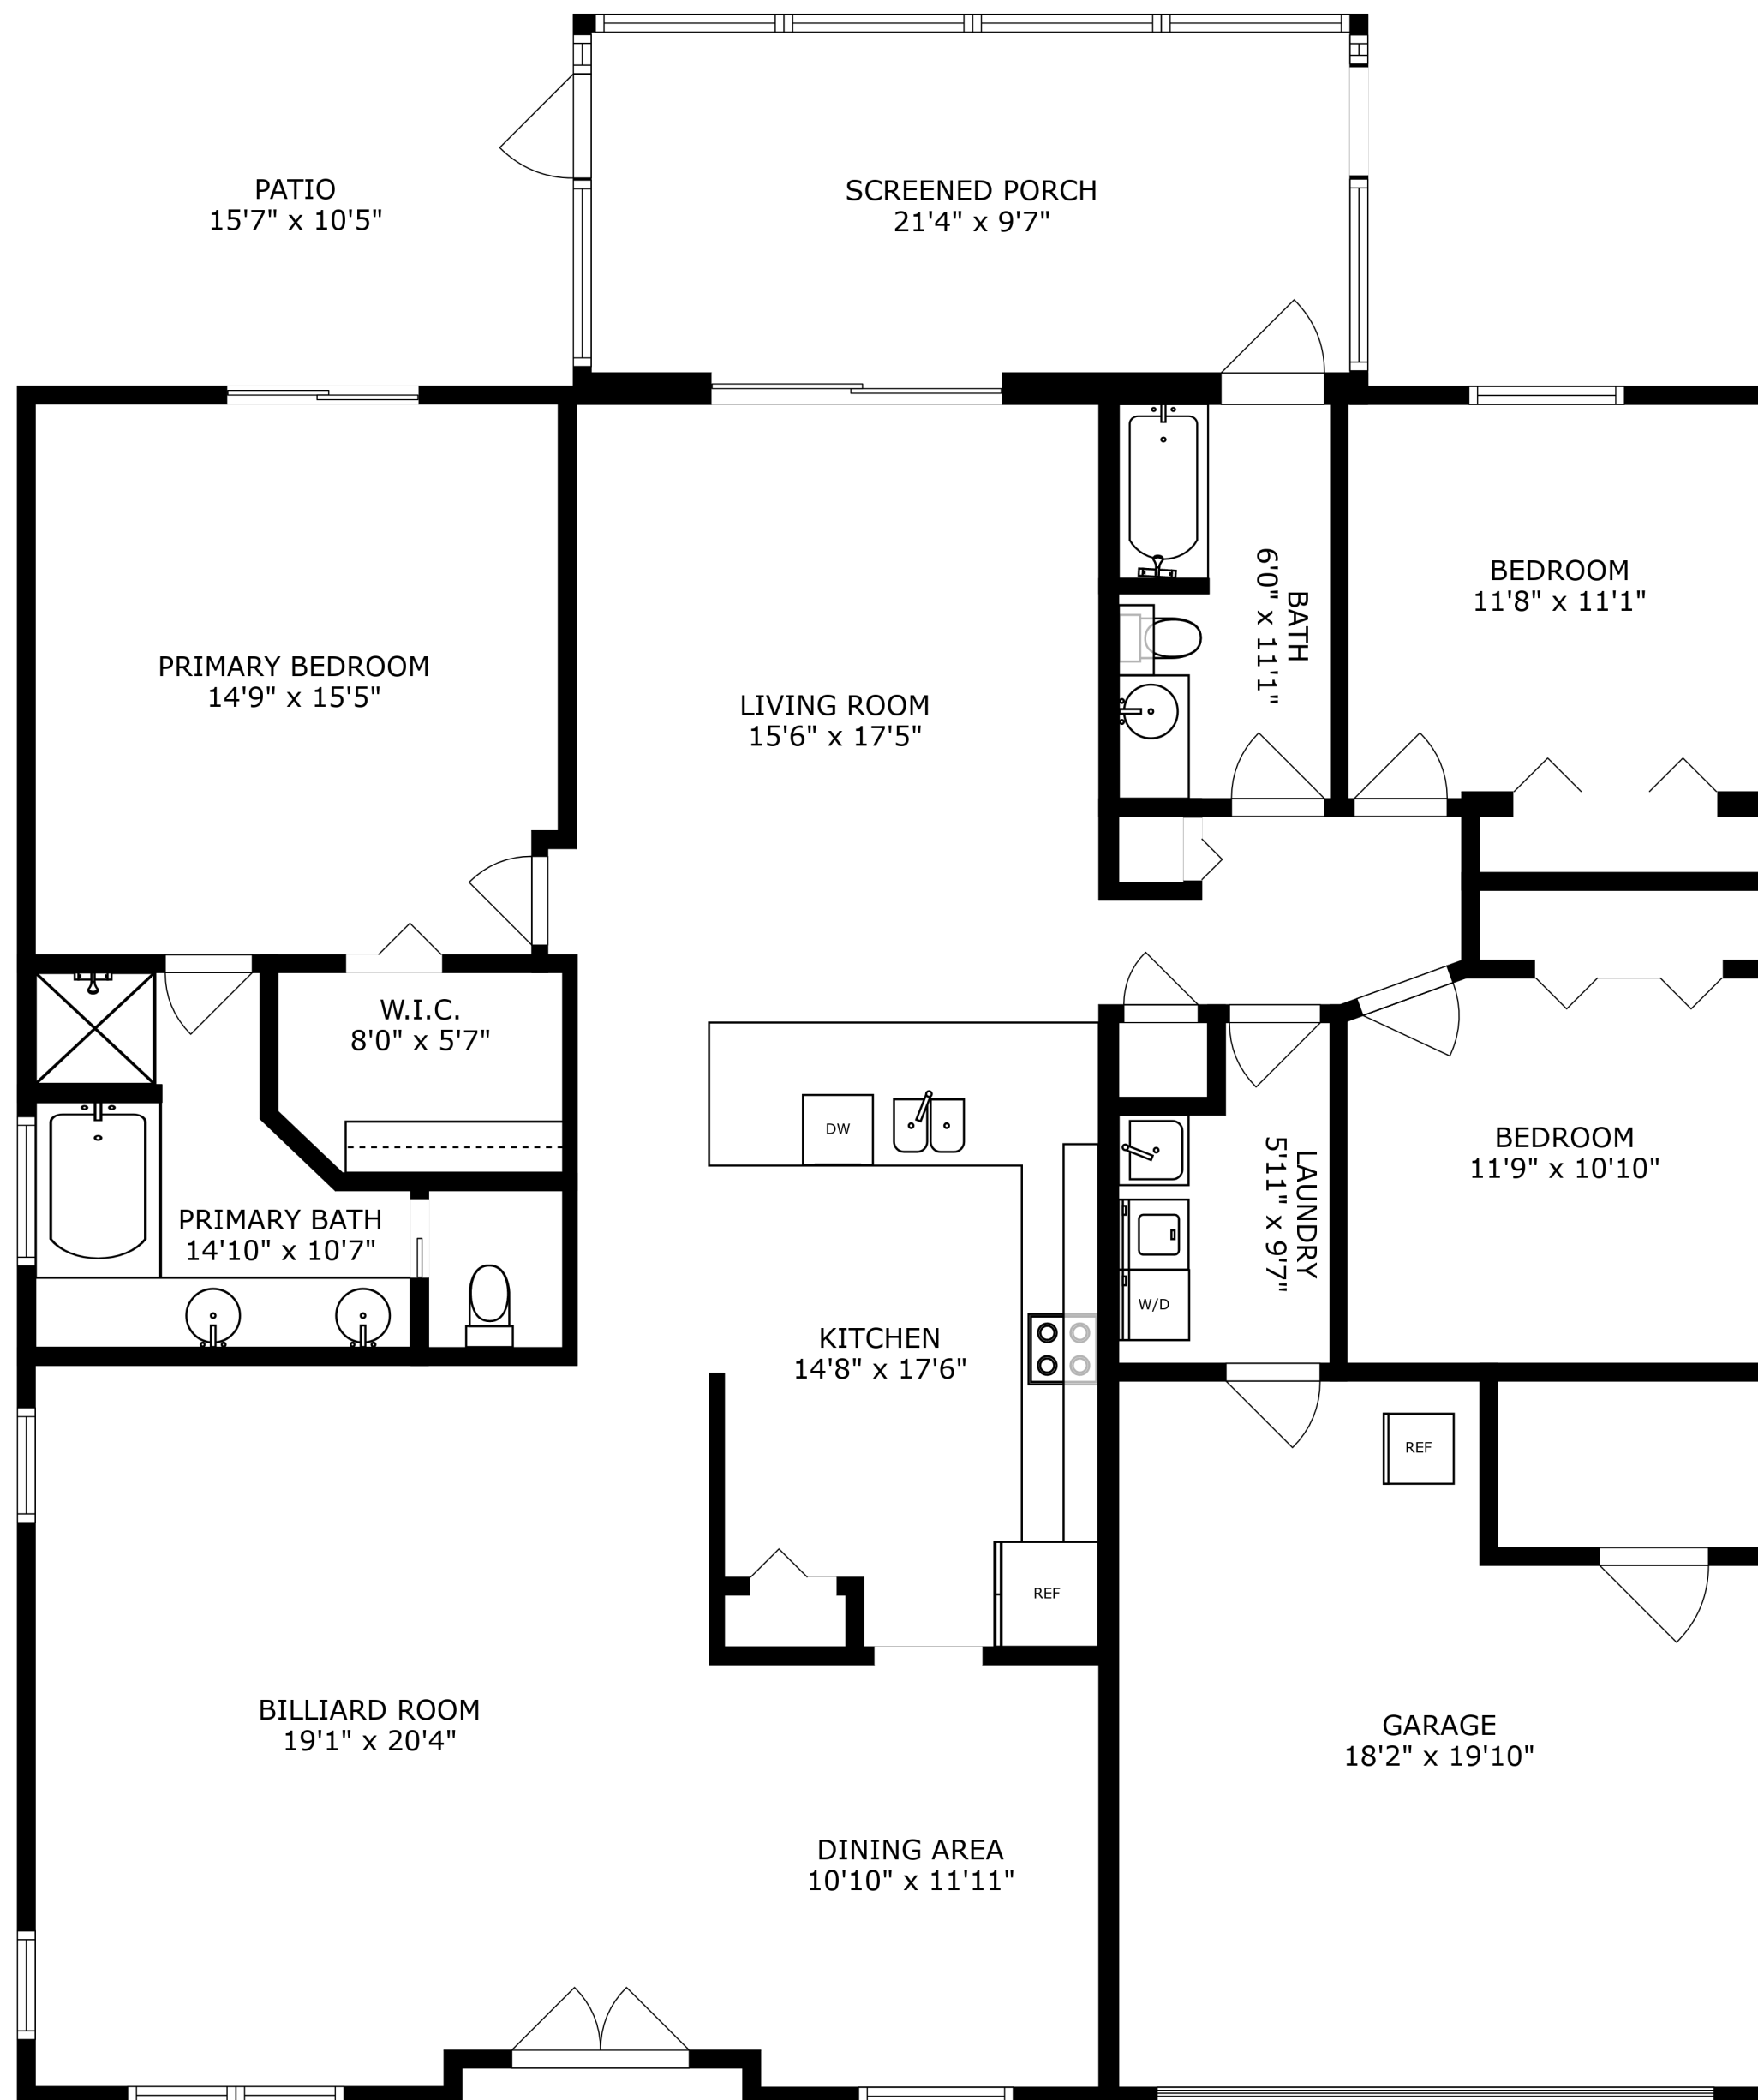 PATIO
15'7" x 10'5"
SCREENED PORCH
21'4" x 9'7"
PRIMARY BEDROOM
14'9" x 15'5"
LIVING ROOM
15'6" x 17'5"
BATH
6'0" x 11'1"
BEDROOM
11'8" x 11'1"
W.I.C.
8'0" x 5'7"
DW
PRIMARY BATH
14'10" x 10'7"
KITCHEN
14'8" x 17'6"
LAUNDRY
5'11" x 9'7"
W/D
BEDROOM
11'9" x 10'10"
REF
REF
BILLIARD ROOM
19'1" x 20'4"
GARAGE
18'2" x 19'10"
DINING AREA
10'10" x 11'11"